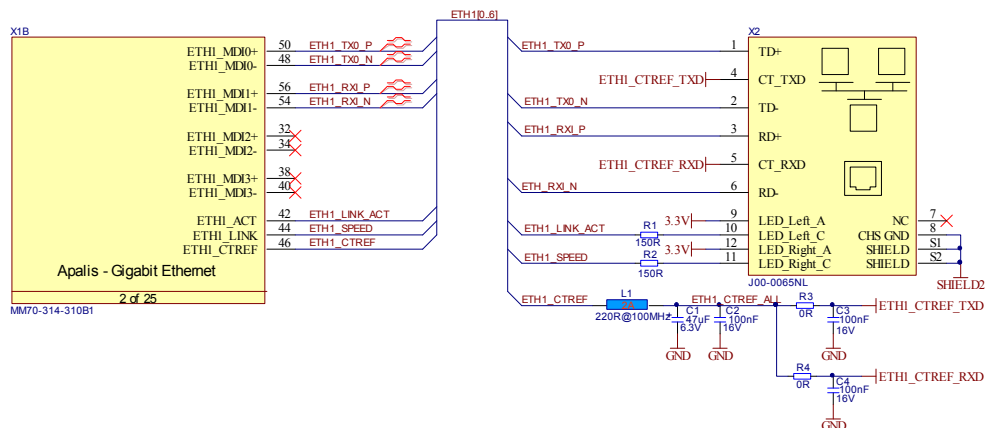 ETH1[0..6]
X1B
ETH1_MDI0+
50
ETH1_TX0_P
ETH1_MDI0-
48
ETH1_TX0_N
ETH1_MDI1+
56
ETH1_RXI_P
ETH1_MDI1-
54
ETH1_RXI_N
ETH1_MDI2+
32
ETH1_MDI2-
34
ETH1_MDI3+
38
ETH1_MDI3-
40
ETH1_ACT
42
ETH1_LINK_ACT
ETH1_LINK
44
ETH1_SPEED
ETH1_CTREF
46
ETH1_CTREF
Apalis - Gigabit Ethernet
2 of 25
MM70-314-310B1
X2
ETH1_TX0_P
1
TD+
ETH1_CTREF_TXD
4
CT_TXD
ETH1_TX0_N
2
TD-
ETH1_RXI_P
3
RD+
ETH1_CTREF_RXD
5
CT_RXD
ETH_RXI_N
6
RD-
3.3V
9
LED_Left_A
ETH1_LINK_ACT
R1
150R
10
LED_Left_C
3.3V
12
LED_Right_A
ETH1_SPEED
R2
150R
11
LED_Right_C
NC
7
CHS GND
8
SHIELD
S1
SHIELD
S2
J00-0065NL
SHIELD2
ETH1_CTREF
L1
220R@100MHz
ETH1_CTREF_ALL
C1
47uF
6.3V
GND
C2
100nF
16V
GND
R3
0R
ETH1_CTREF_TXD
C3
100nF
16V
GND
R4
0R
ETH1_CTREF_RXD
C4
100nF
16V
GND